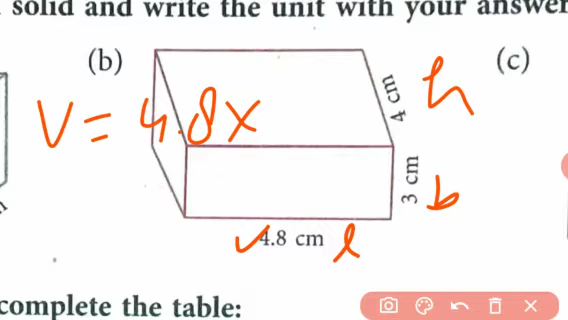 solid and write the unit with your answer
(b)
(c)
4 cm
h
V = 4.8 x
3 cm
b
4.8 cm
l
complete the table: